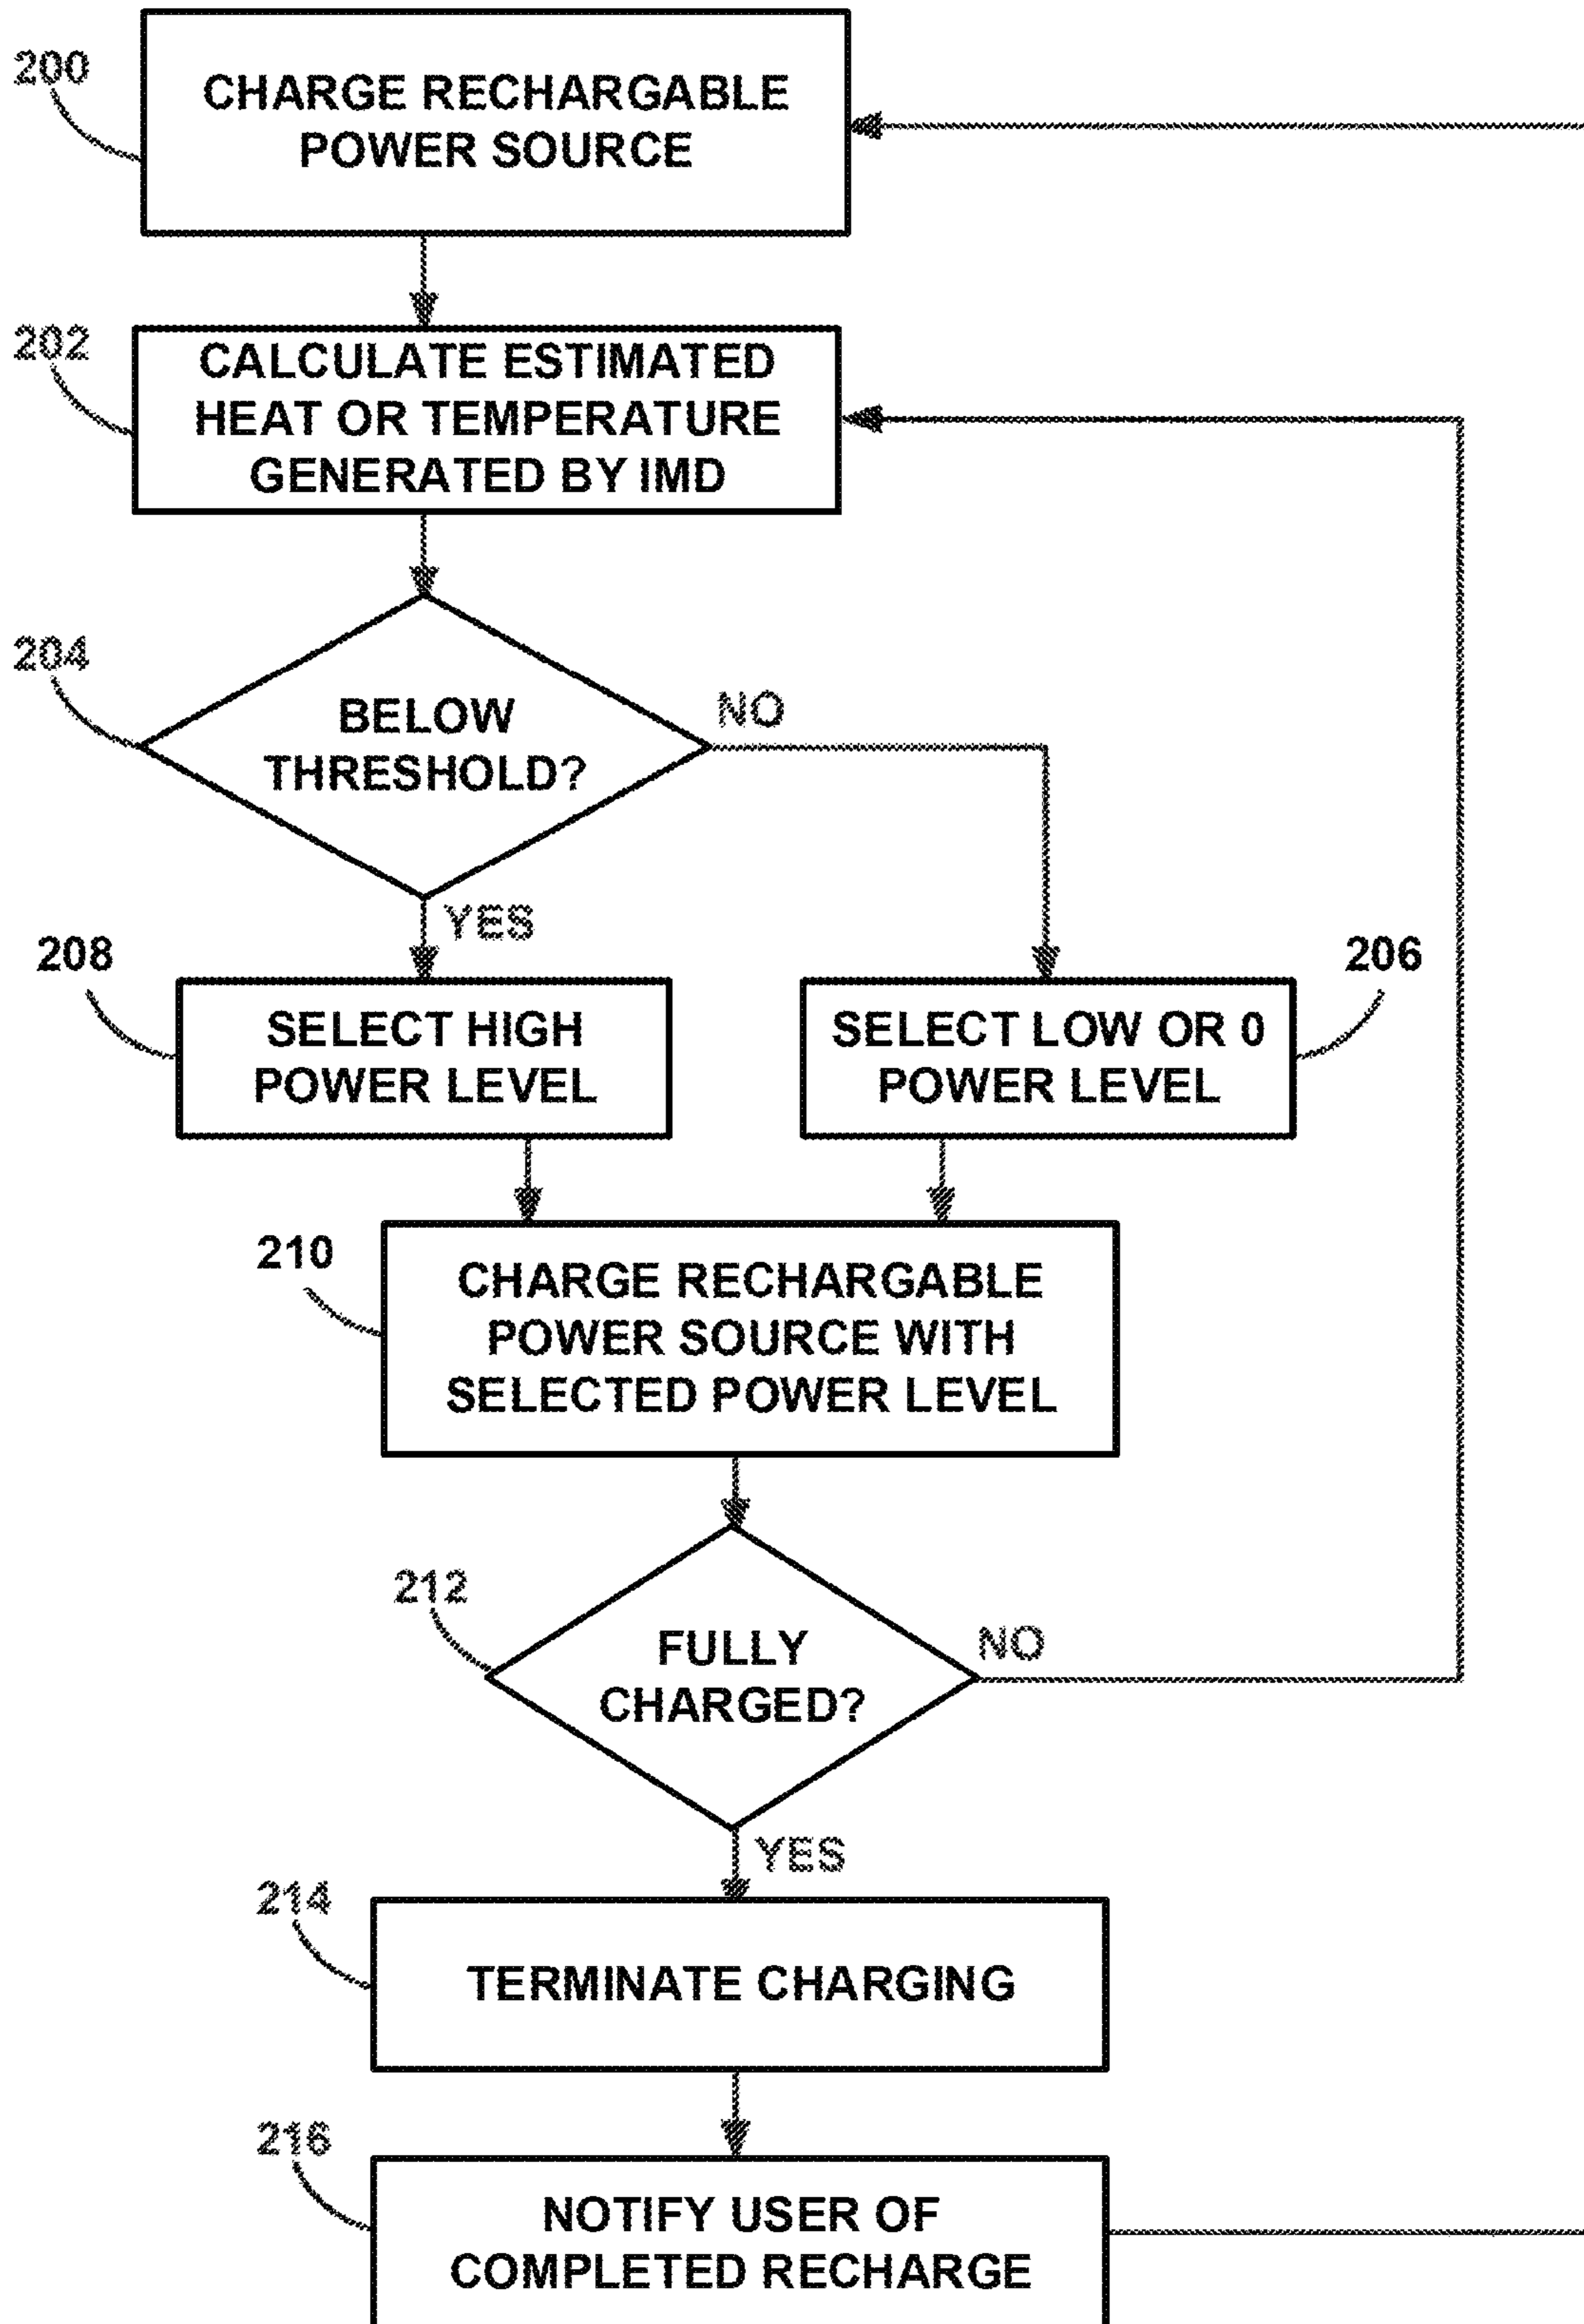 200
CHARGE RECHARGABLE
POWER SOURCE
202
CALCULATE ESTIMATED
HEAT OR TEMPERATURE
GENERATED BY IMD
204
BELOW
THRESHOLD?
NO
YES
208
SELECT HIGH
POWER LEVEL
206
SELECT LOW OR 0
POWER LEVEL
210
CHARGE RECHARGABLE
POWER SOURCE WITH
SELECTED POWER LEVEL
212
FULLY
CHARGED?
NO
YES
214
TERMINATE CHARGING
216
NOTIFY USER OF
COMPLETED RECHARGE